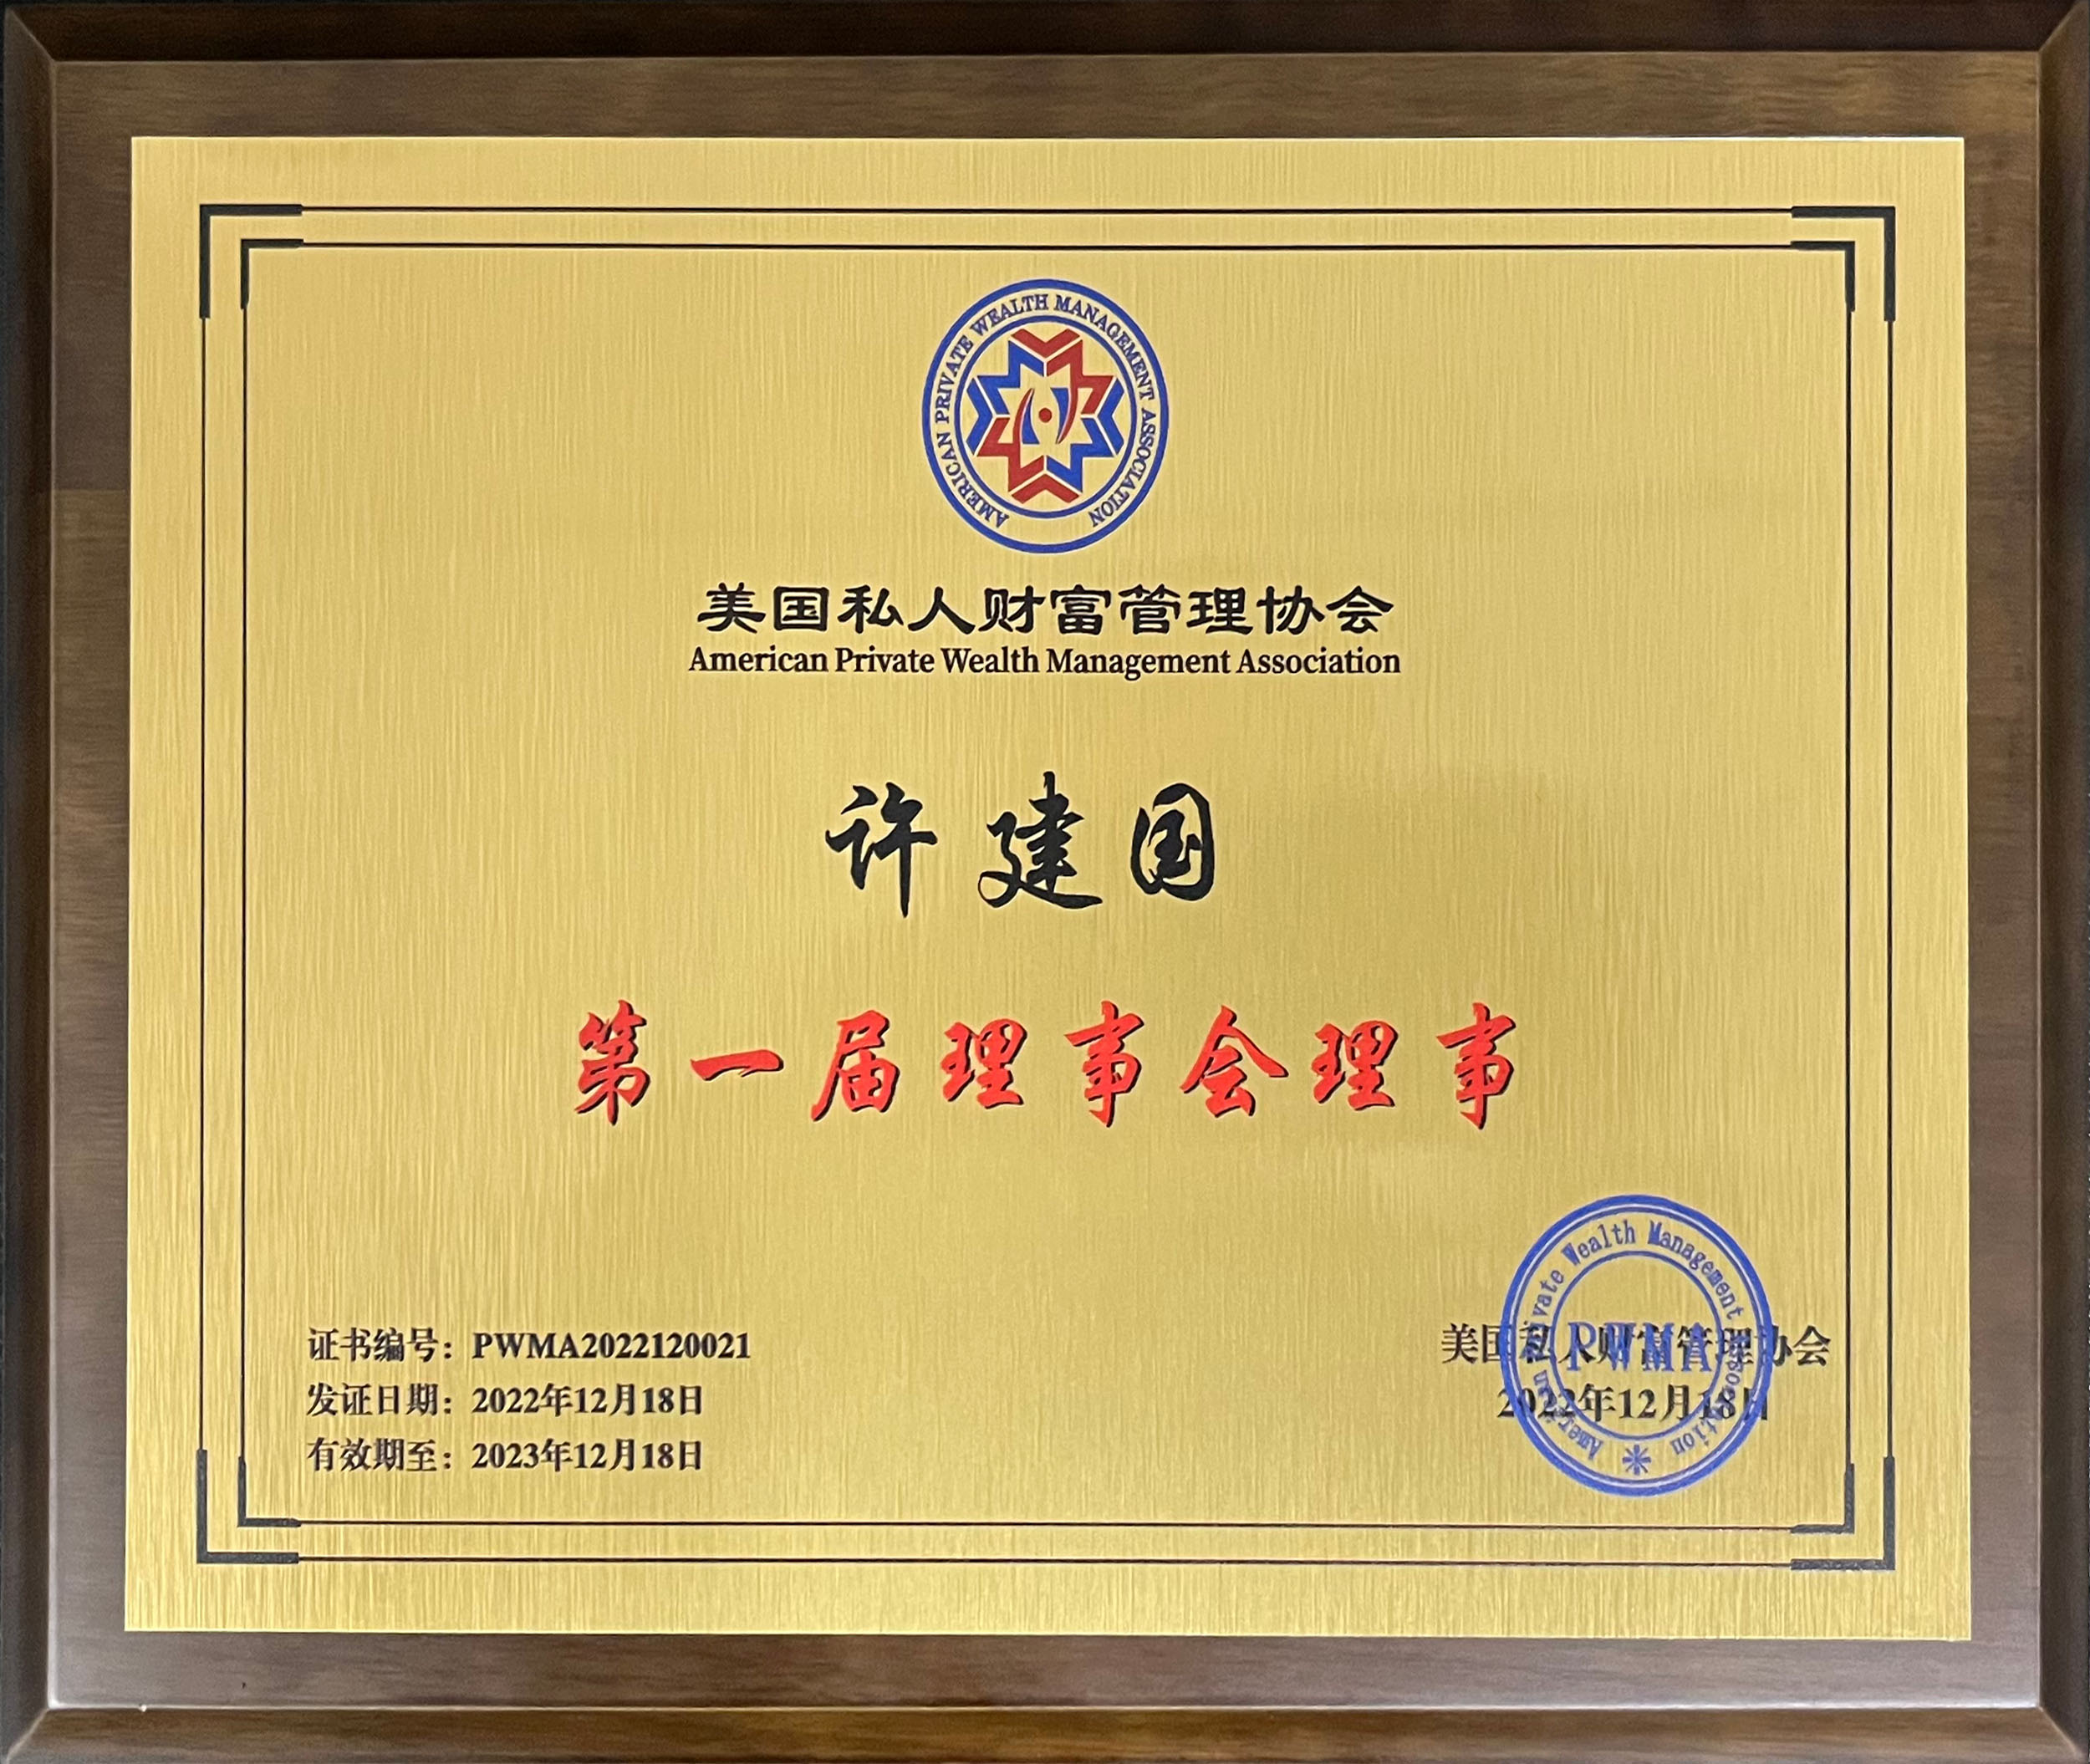 AMERICAN PRIVATE WEALTH MANAGEMENT ASSOCIATION
美国私人财富管理协会
American Private Wealth Management Association
许建国
第一届理事会理事
证书编号：PWMA2022120021
发证日期：2022年12月18日
有效期至：2023年12月18日
美国私人财富管理协会
2022年12月18日
American Private Wealth Management Association
PWMA